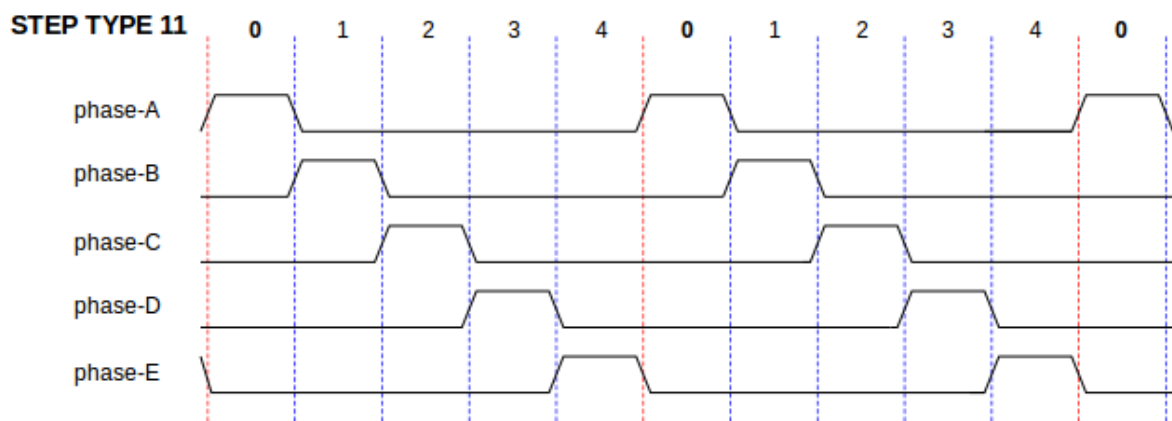 STEP TYPE 11 0 1 2 3 4 0 1 2 3 4 0
phase-A
phase-B
phase-C
phase-D
phase-E